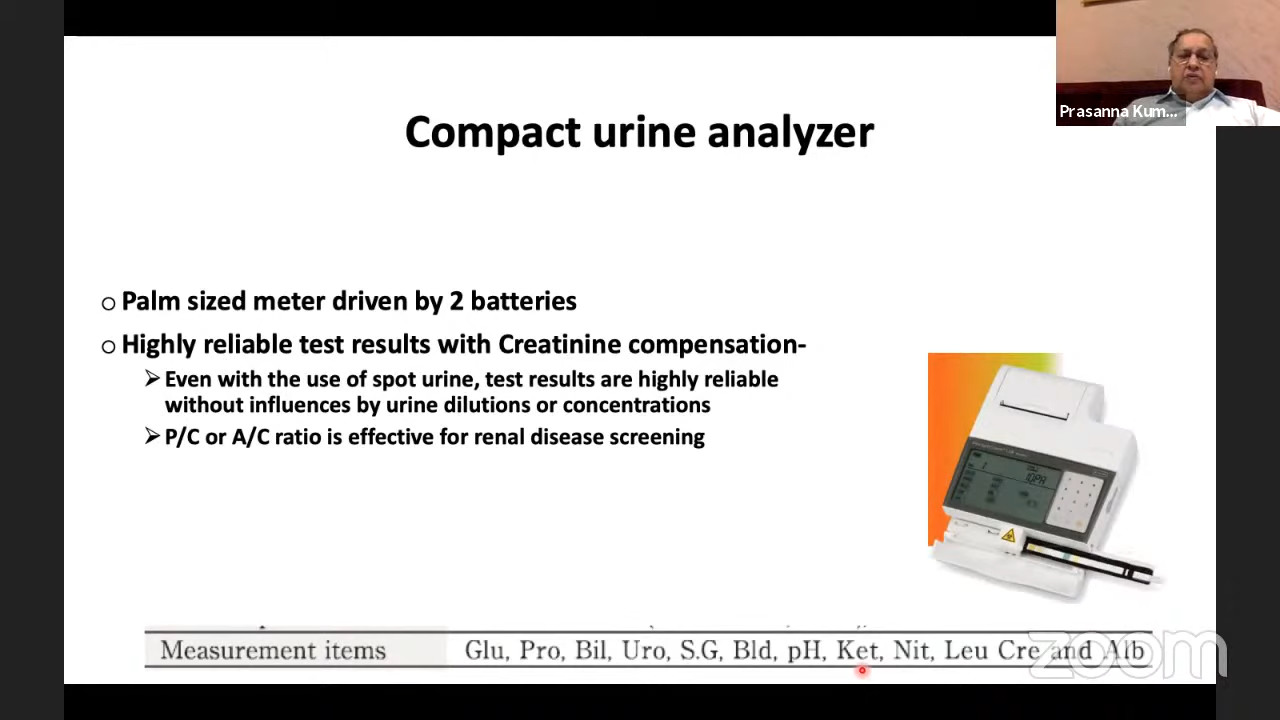 Prasanna Kum...
Compact urine analyzer
o Palm sized meter driven by 2 batteries
o Highly reliable test results with Creatinine compensation-
➢ Even with the use of spot urine, test results are highly reliable
without influences by urine dilutions or concentrations
➢ P/C or A/C ratio is effective for renal disease screening
Measurement items Glu, Pro, Bil, Uro, S.G, Bld, pH, Ket, Nit, Leu Cre and Alb
zoom